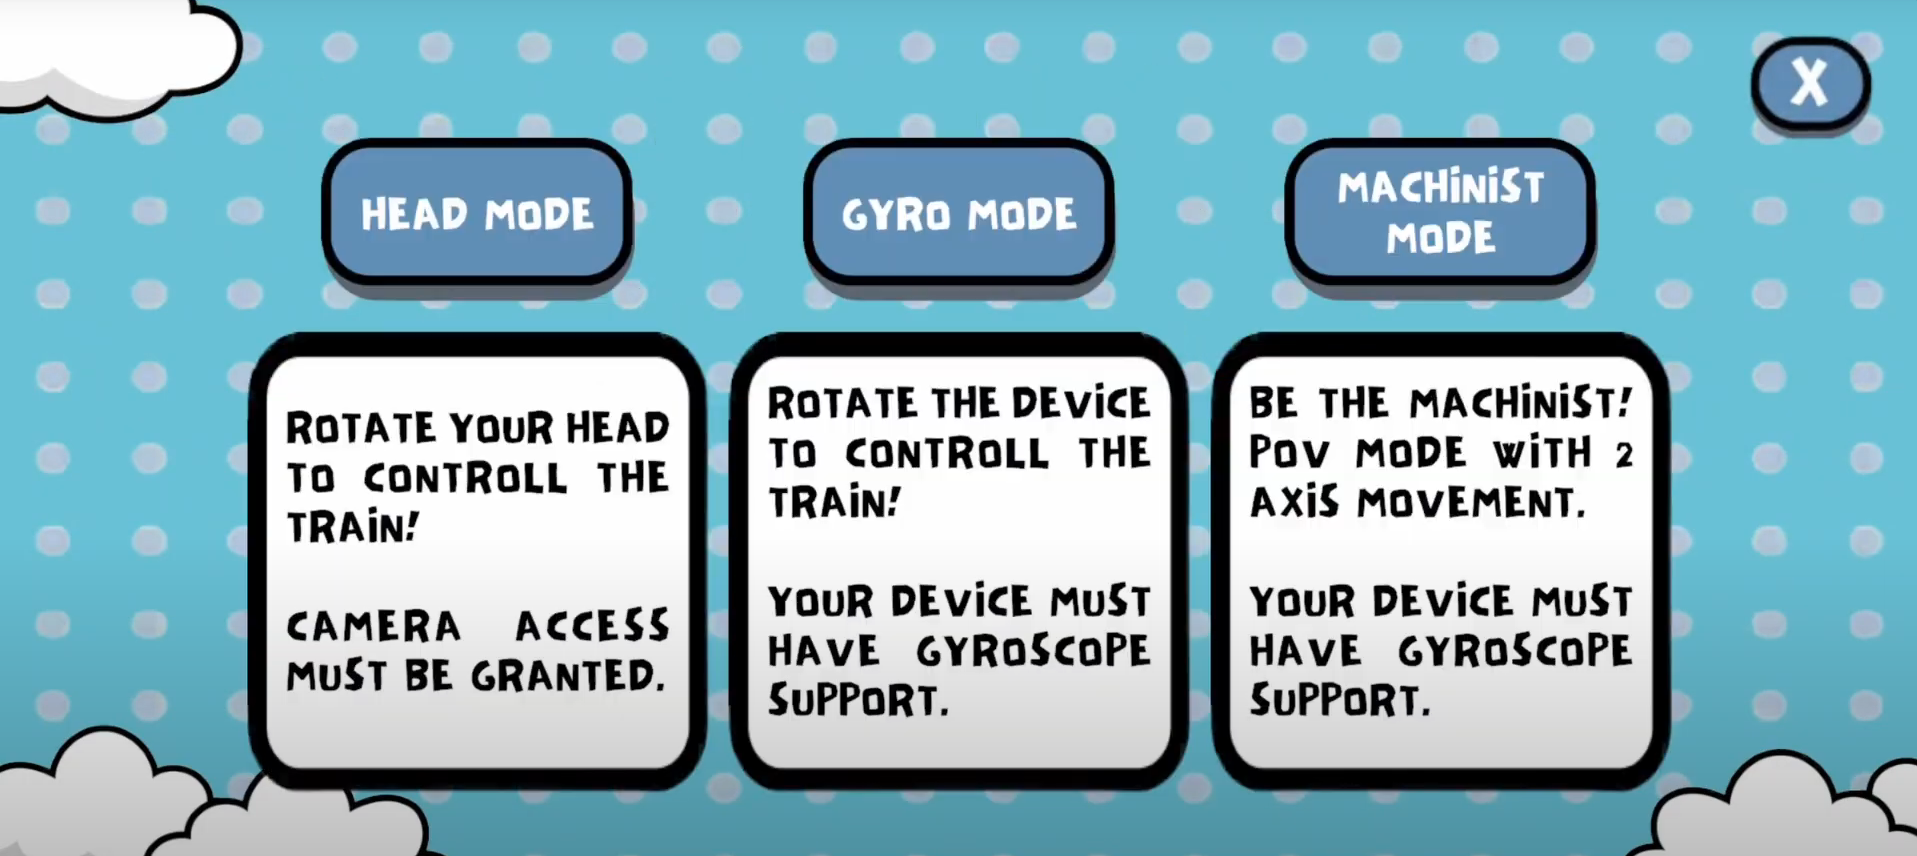 X
HEAD MODE
GYRO MODE
MACHINIST
MODE
ROTATE YOUR HEAD
TO CONTROLL THE
TRAIN!
CAMERA ACCESS
MUST BE GRANTED.
ROTATE THE DEVICE
TO CONTROLL THE
TRAIN!
YOUR DEVICE MUST
HAVE GYROSCOPE
SUPPORT.
BE THE MACHINIST!
POV MODE WITH 2
AXIS MOVEMENT.
YOUR DEVICE MUST
HAVE GYROSCOPE
SUPPORT.